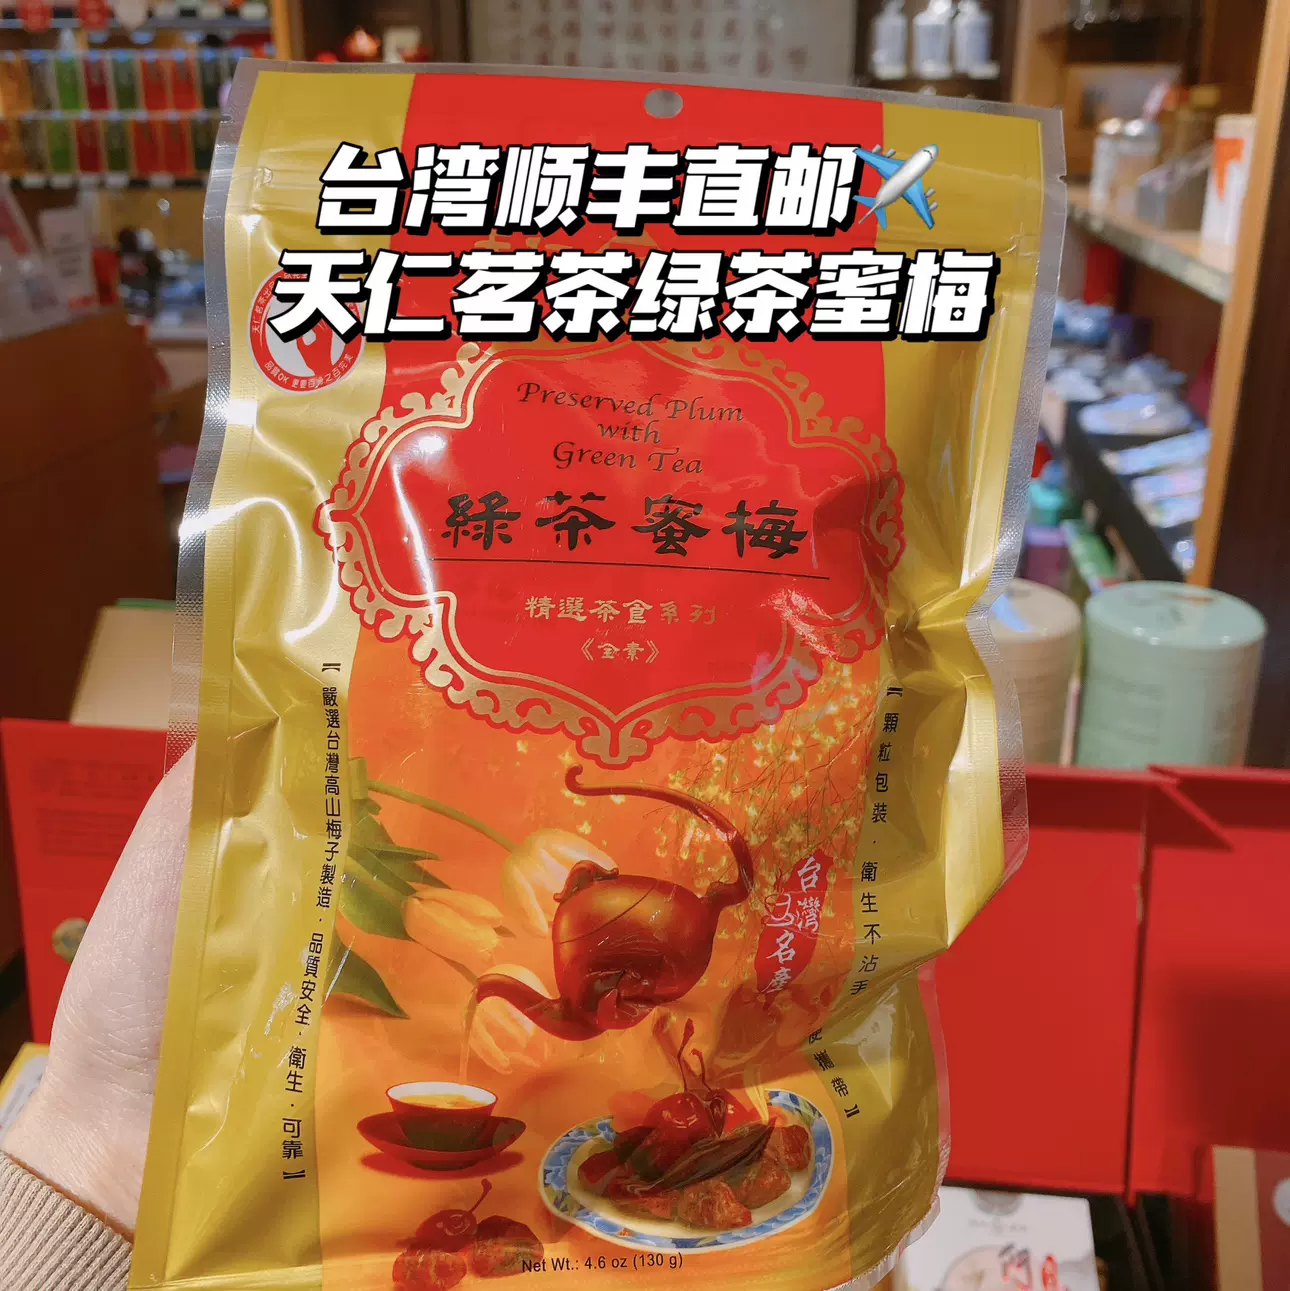 台湾顺丰直邮
天仁茗茶绿茶蜜梅
Preserved Plum
with
Green Tea
綠茶蜜梅
精選茶食系列
《全素》
【嚴選台灣高山梅子製造．品質安全．衛生．可靠】
【顆粒包裝．衛生不沾手
便攜帶】
台灣
名產
Net Wt.: 4.6 oz (130 g)